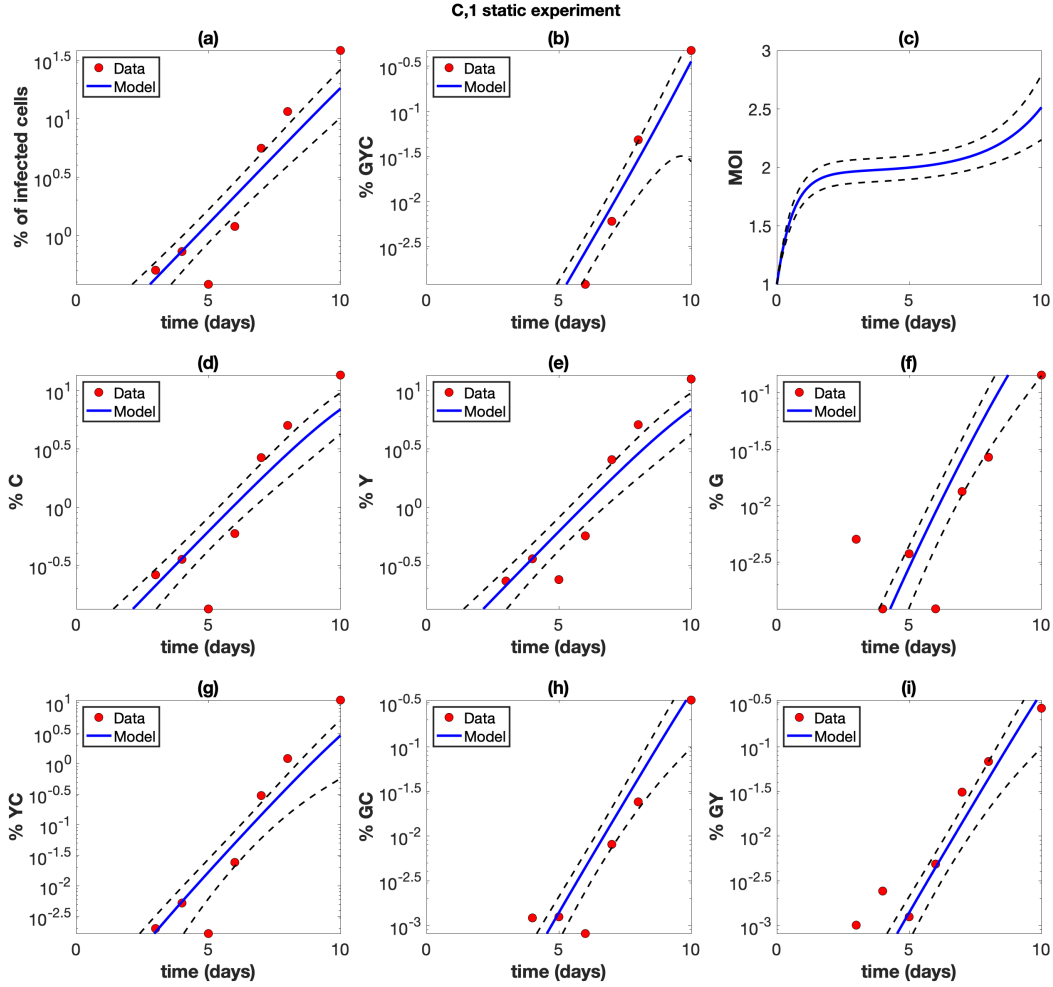 C,1 static experiment
(a)
% of infected cells
10^1.5
10^1
10^0.5
10^0
Data
Model
0
5
10
time (days)
(b)
% GYC
10^-0.5
10^-1
10^-1.5
10^-2
10^-2.5
Data
Model
0
5
10
time (days)
(c)
MOI
3
2.5
2
1.5
1
0
5
10
time (days)
(d)
% C
10^1
10^0.5
10^0
10^-0.5
Data
Model
0
5
10
time (days)
(e)
% Y
10^1
10^0.5
10^0
10^-0.5
Data
Model
0
5
10
time (days)
(f)
% G
10^-1
10^-1.5
10^-2
10^-2.5
Data
Model
0
5
10
time (days)
(g)
% YC
10^1
10^0.5
10^0
10^-0.5
10^-1
10^-1.5
10^-2
10^-2.5
Data
Model
0
5
10
time (days)
(h)
% GC
10^-0.5
10^-1
10^-1.5
10^-2
10^-2.5
10^-3
Data
Model
0
5
10
time (days)
(i)
% GY
10^-0.5
10^-1
10^-1.5
10^-2
10^-2.5
10^-3
Data
Model
0
5
10
time (days)